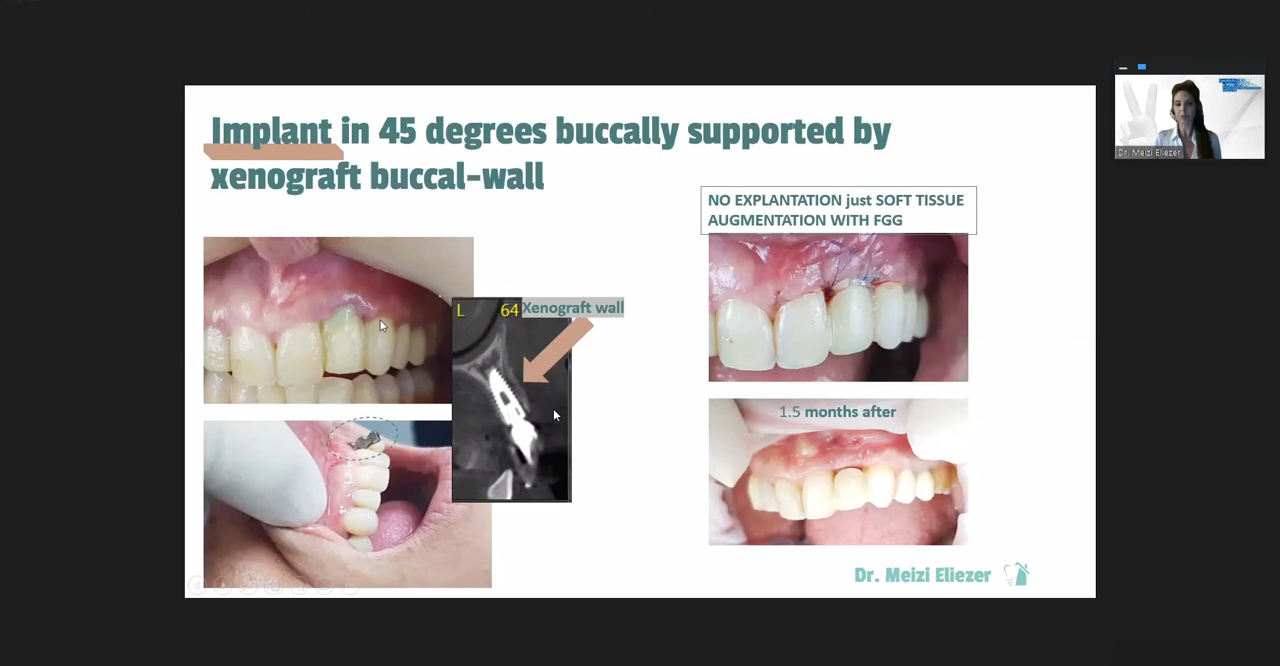 Implant in 45 degrees buccally supported by
xenograft buccal-wall
NO EXPLANTATION just SOFT TISSUE
AUGMENTATION WITH FGG
L 64
Xenograft wall
1.5 months after
Dr. Meizi Eliezer
Dr. Meizi Eliezer